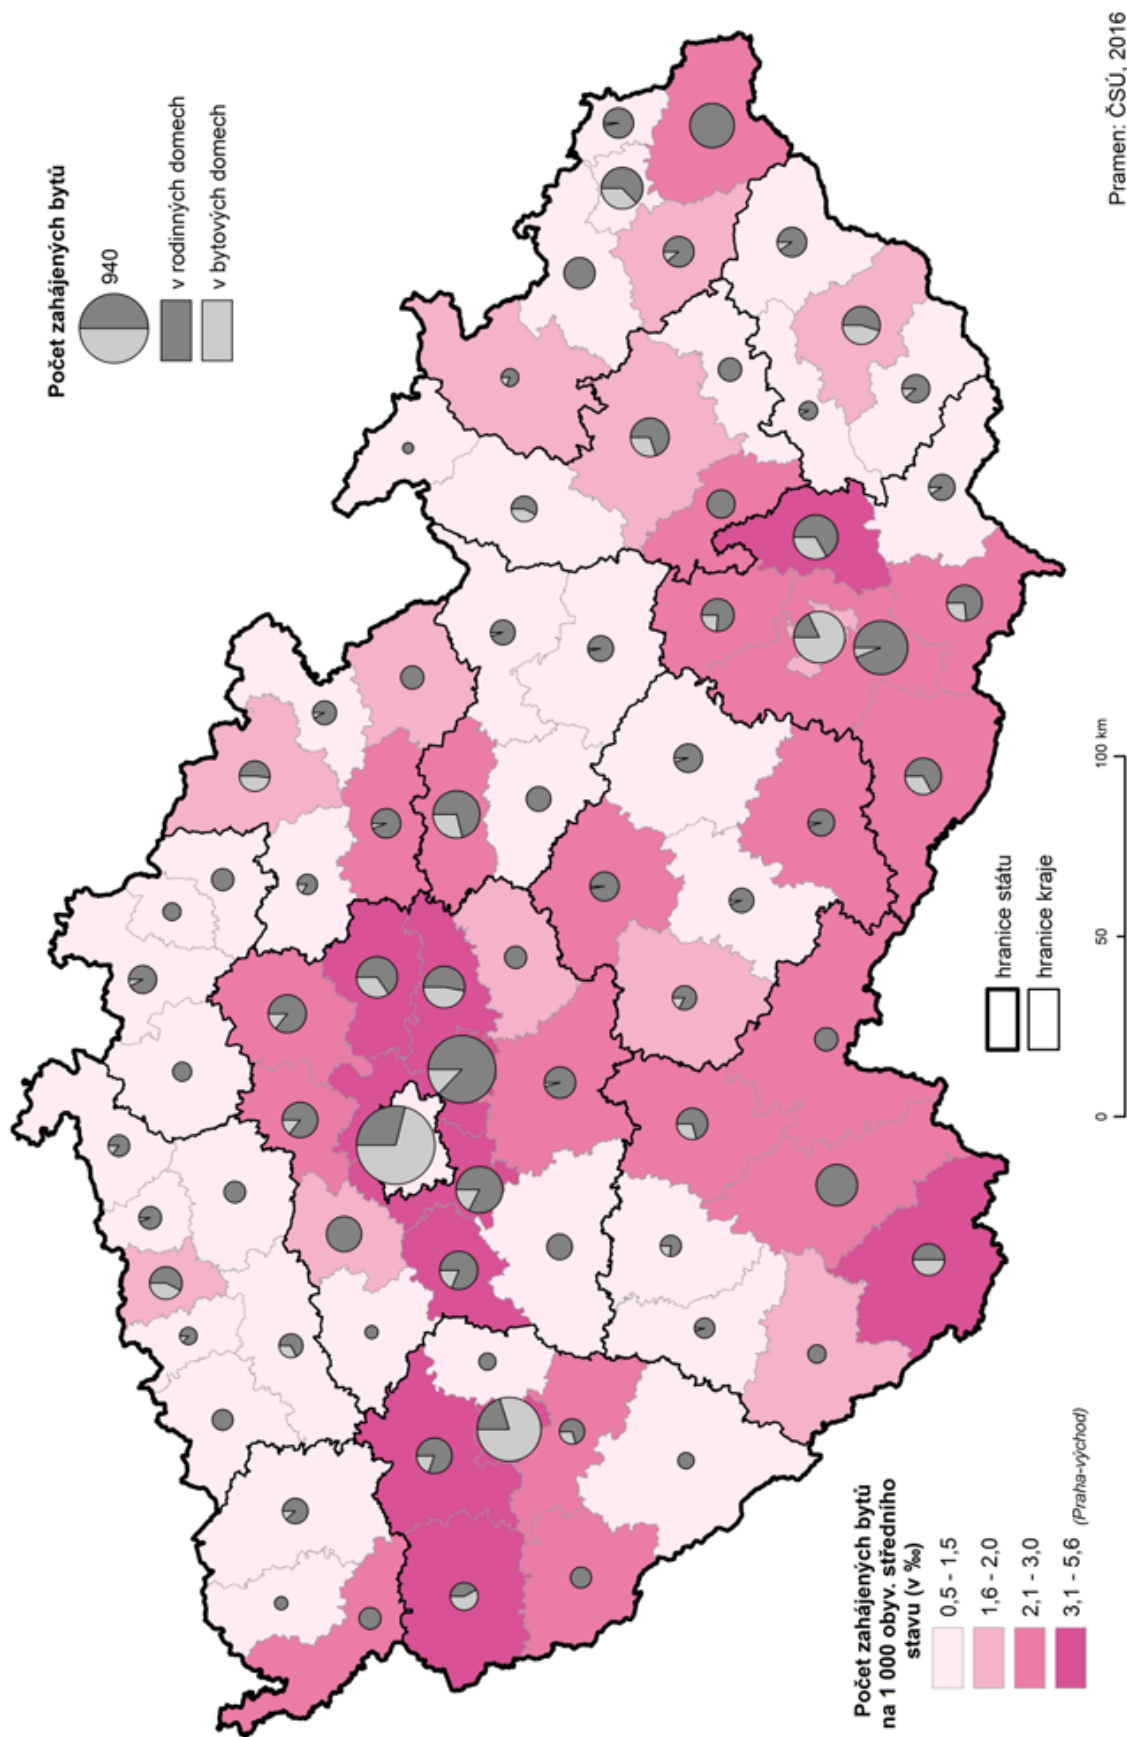 Počet zahájených bytů
940
v rodinných domech
v bytových domech
Počet zahájených bytů
na 1 000 obyv. středního
stavu (v ‰)
0,5 - 1,5
1,6 - 2,0
2,1 - 3,0
3,1 - 5,6 (Praha-východ)
hranice státu
hranice kraje
0 50 100 km
Pramen: ČSÚ, 2016